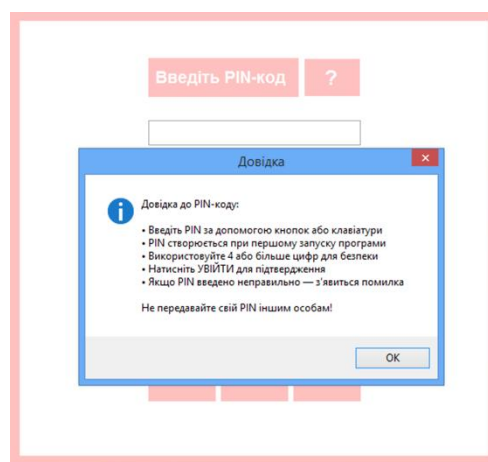 Введіть PIN-код ?
Довідка
Довідка до PIN-коду:
• Введіть PIN за допомогою кнопок або клавіатури
• PIN створюється при першому запуску програми
• Використовуйте 4 або більше цифр для безпеки
• Натисніть УВІЙТИ для підтвердження
• Якщо PIN введено неправильно — з'явиться помилка
Не передавайте свій PIN іншим особам!
OK